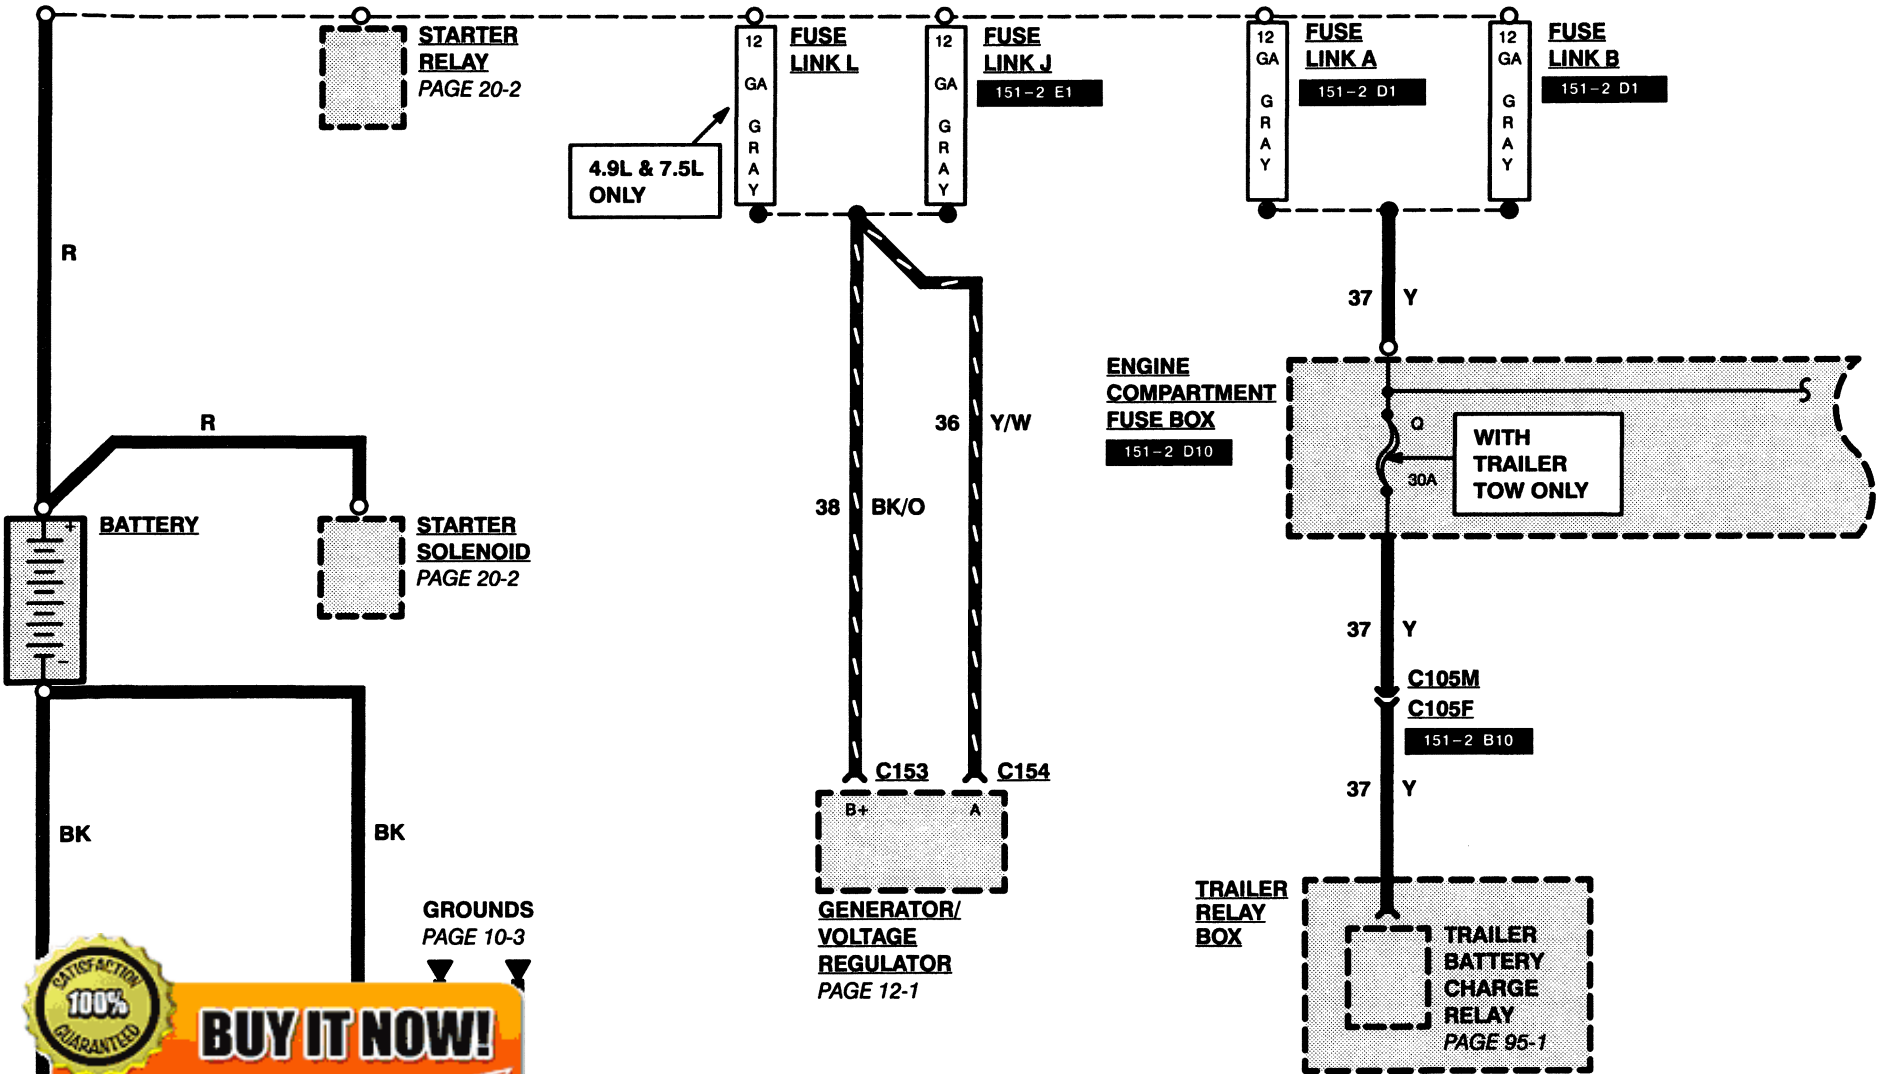 STARTER
RELAY
PAGE 20-2
12
GA
G
R
A
Y
FUSE
LINK L
12
GA
G
R
A
Y
FUSE
LINK J
151-2 E1
12
GA
G
R
A
Y
FUSE
LINK A
151-2 D1
12
GA
G
R
A
Y
FUSE
LINK B
151-2 D1
4.9L & 7.5L
ONLY
R
37 Y
ENGINE
COMPARTMENT
FUSE BOX
151-2 D10
Q
30A
WITH
TRAILER
TOW ONLY
R
36 Y/W
38 BK/O
+
BATTERY
-
STARTER
SOLENOID
PAGE 20-2
37 Y
C105M
C105F
151-2 B10
37 Y
C153
C154
B+
A
BK
BK
GENERATOR/
VOLTAGE
REGULATOR
PAGE 12-1
GROUNDS
PAGE 10-3
TRAILER
RELAY
BOX
TRAILER
BATTERY
CHARGE
RELAY
PAGE 95-1
SATISFACTION
100%
GUARANTEED
BUY IT NOW!